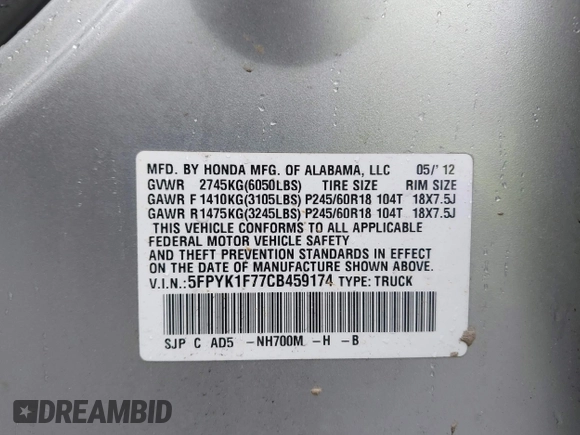 MFD. BY HONDA MFG. OF ALABAMA, LLC 05/' 12
GVWR 2745KG(6050LBS) TIRE SIZE RIM SIZE
GAWR F 1410KG(3105LBS) P245/60R18 104T 18X7.5J
GAWR R 1475KG(3245LBS) P245/60R18 104T 18X7.5J
THIS VEHICLE CONFORMS TO ALL APPLICABLE
FEDERAL MOTOR VEHICLE SAFETY
AND THEFT PREVENTION STANDARDS IN EFFECT
ON THE DATE OF MANUFACTURE SHOWN ABOVE.
V.I.N.:5FPYK1F77CB459174 TYPE: TRUCK
SJP C AD5 -NH700M -H -B
DREAMBID